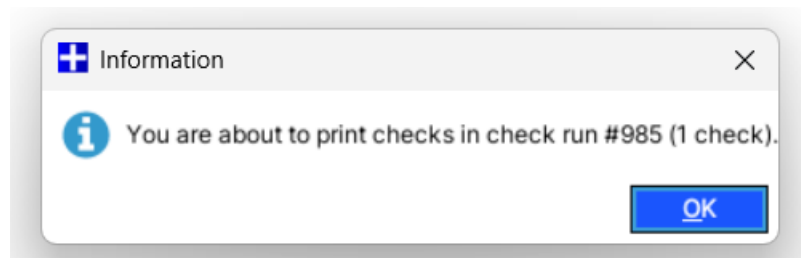 Information
You are about to print checks in check run #985 (1 check).
OK